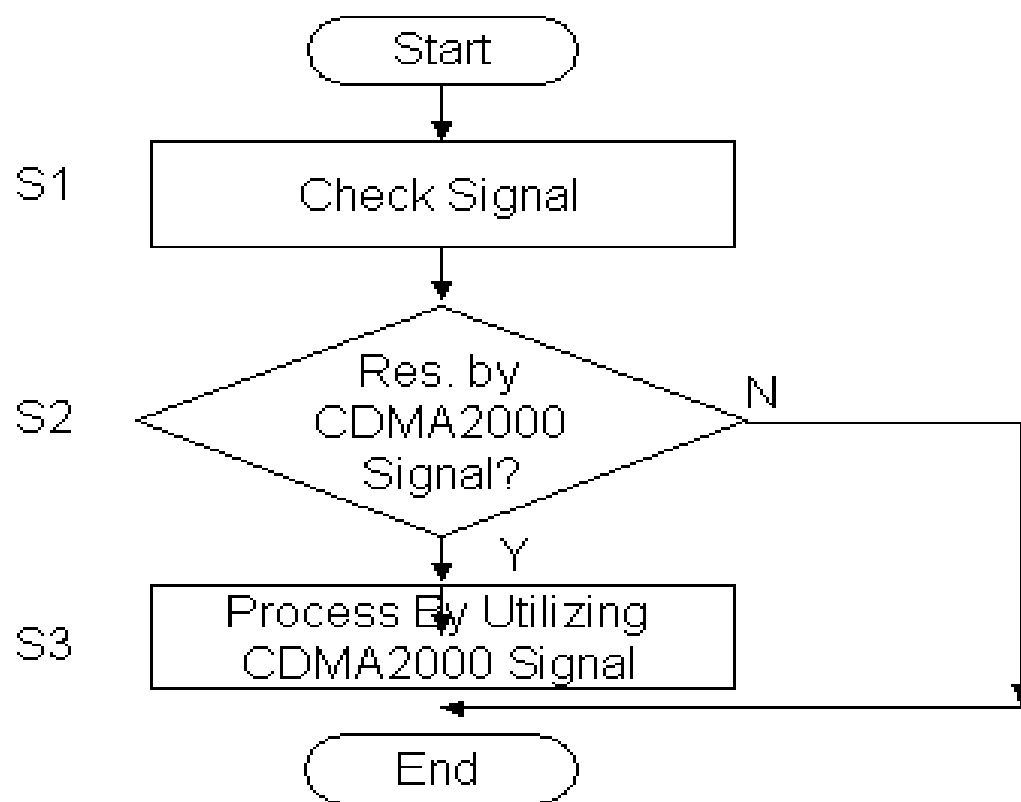 Start
S1
Check Signal
S2
Res. by
CDMA2000
Signal?
N
Y
S3
Process By Utilizing
CDMA2000 Signal
End